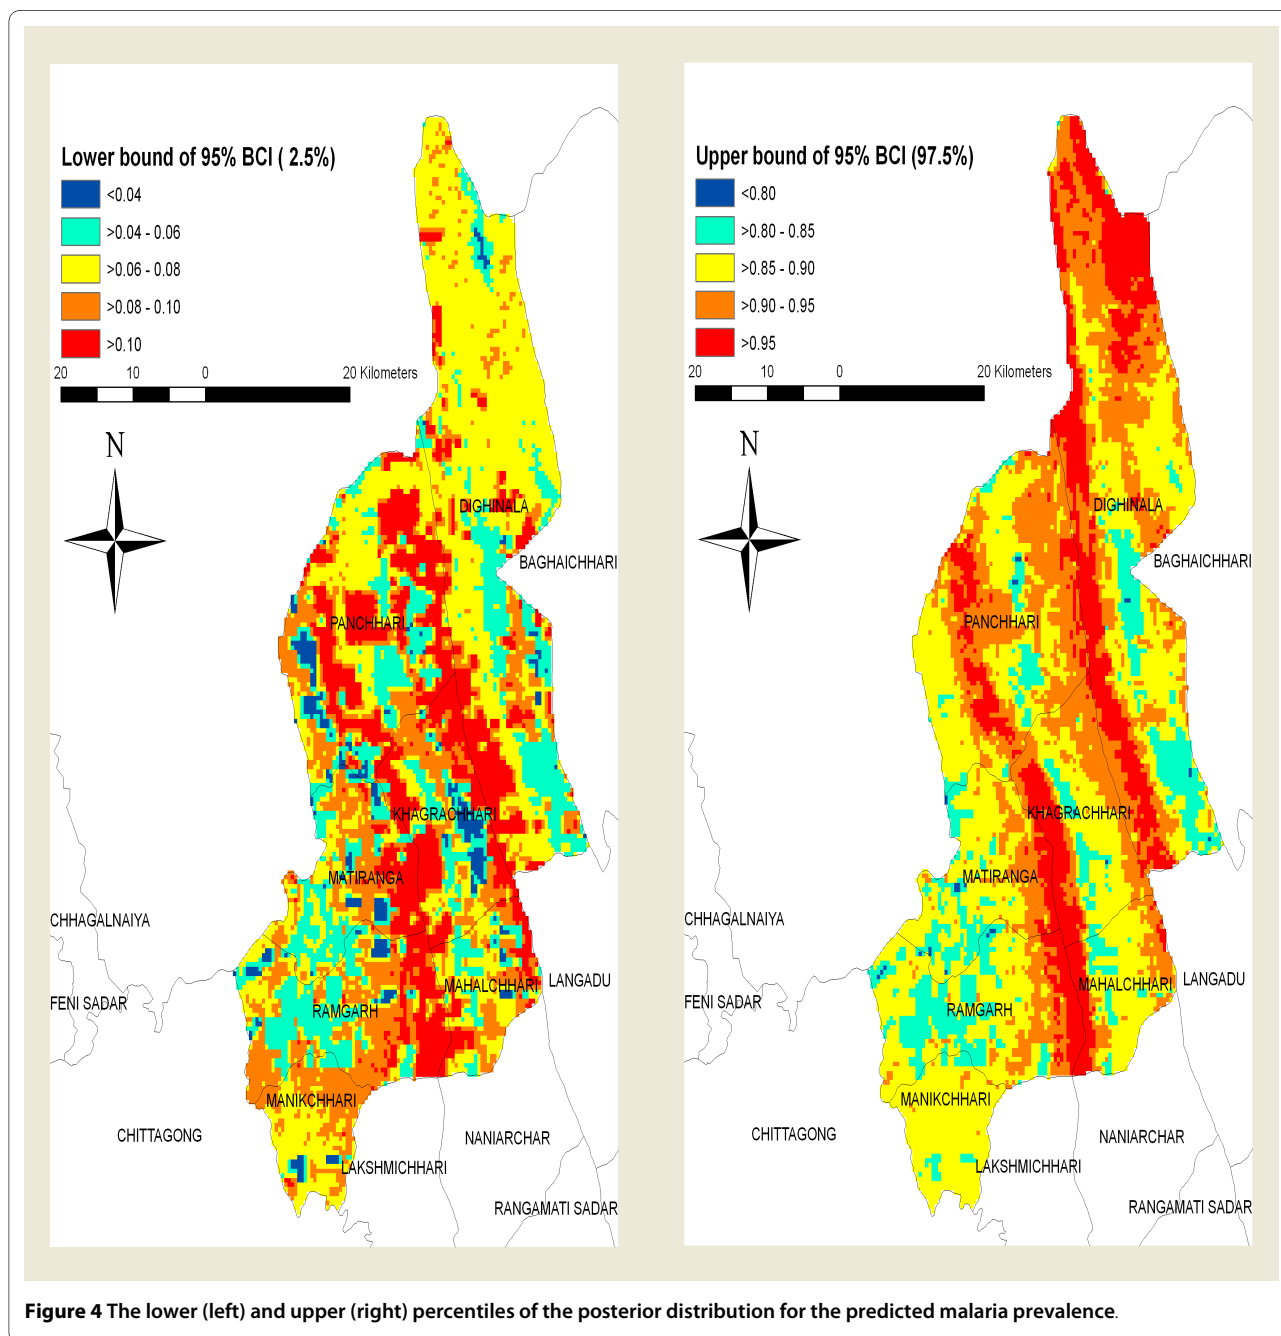 Lower bound of 95% BCI ( 2.5%)
<0.04
>0.04 - 0.06
>0.06 - 0.08
>0.08 - 0.10
>0.10
20 10 0 20 Kilometers
N
DIGHINALA
BAGHAICHHARI
PANCHHARI
KHAGRACHHARI
MATIRANGA
CHHAGALNAIYA
LANGADU
MAHALCHHARI
FENI SADAR
RAMGARH
MANIKCHHARI
CHITTAGONG
NANIARCHAR
LAKSHMICHHARI
RANGAMATI SADAR
Upper bound of 95% BCI (97.5%)
<0.80
>0.80 - 0.85
>0.85 - 0.90
>0.90 - 0.95
>0.95
20 10 0 20 Kilometers
N
DIGHINALA
BAGHAICHHARI
PANCHHARI
KHAGRACHHARI
MATIRANGA
CHHAGALNAIYA
LANGADU
MAHALCHHARI
FENI SADAR
RAMGARH
MANIKCHHARI
CHITTAGONG
NANIARCHAR
LAKSHMICHHARI
RANGAMATI SADAR
Figure 4 The lower (left) and upper (right) percentiles of the posterior distribution for the predicted malaria prevalence.